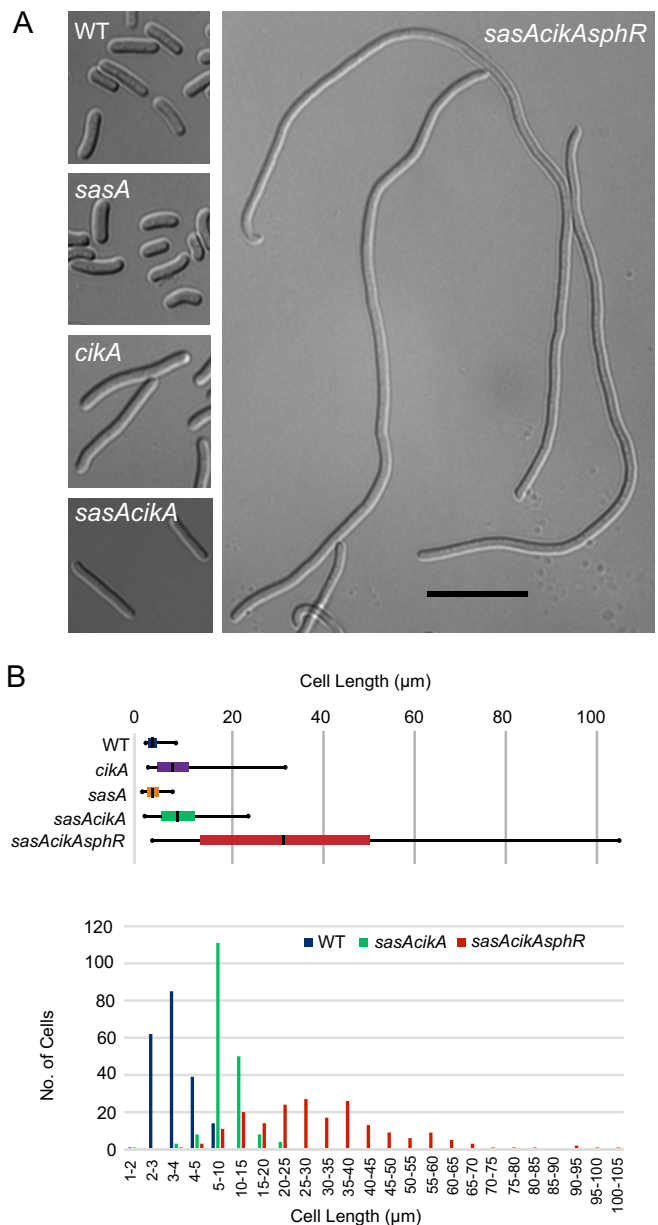 A
WT
sasAcikAsphR
sasA
cikA
sasAcikA
B
Cell Length (µm)
0 20 40 60 80 100
WT
cikA
sasA
sasAcikA
sasAcikAsphR
120
100
80
60
40
20
0
No. of Cells
WT sasAcikA sasAcikAsphR
1-2 2-3 3-4 4-5 5-10 10-15 15-20 20-25 25-30 30-35 35-40 40-45 45-50 50-55 55-60 60-65 65-70 70-75 75-80 80-85 85-90 90-95 95-100 100-105
Cell Length (µm)